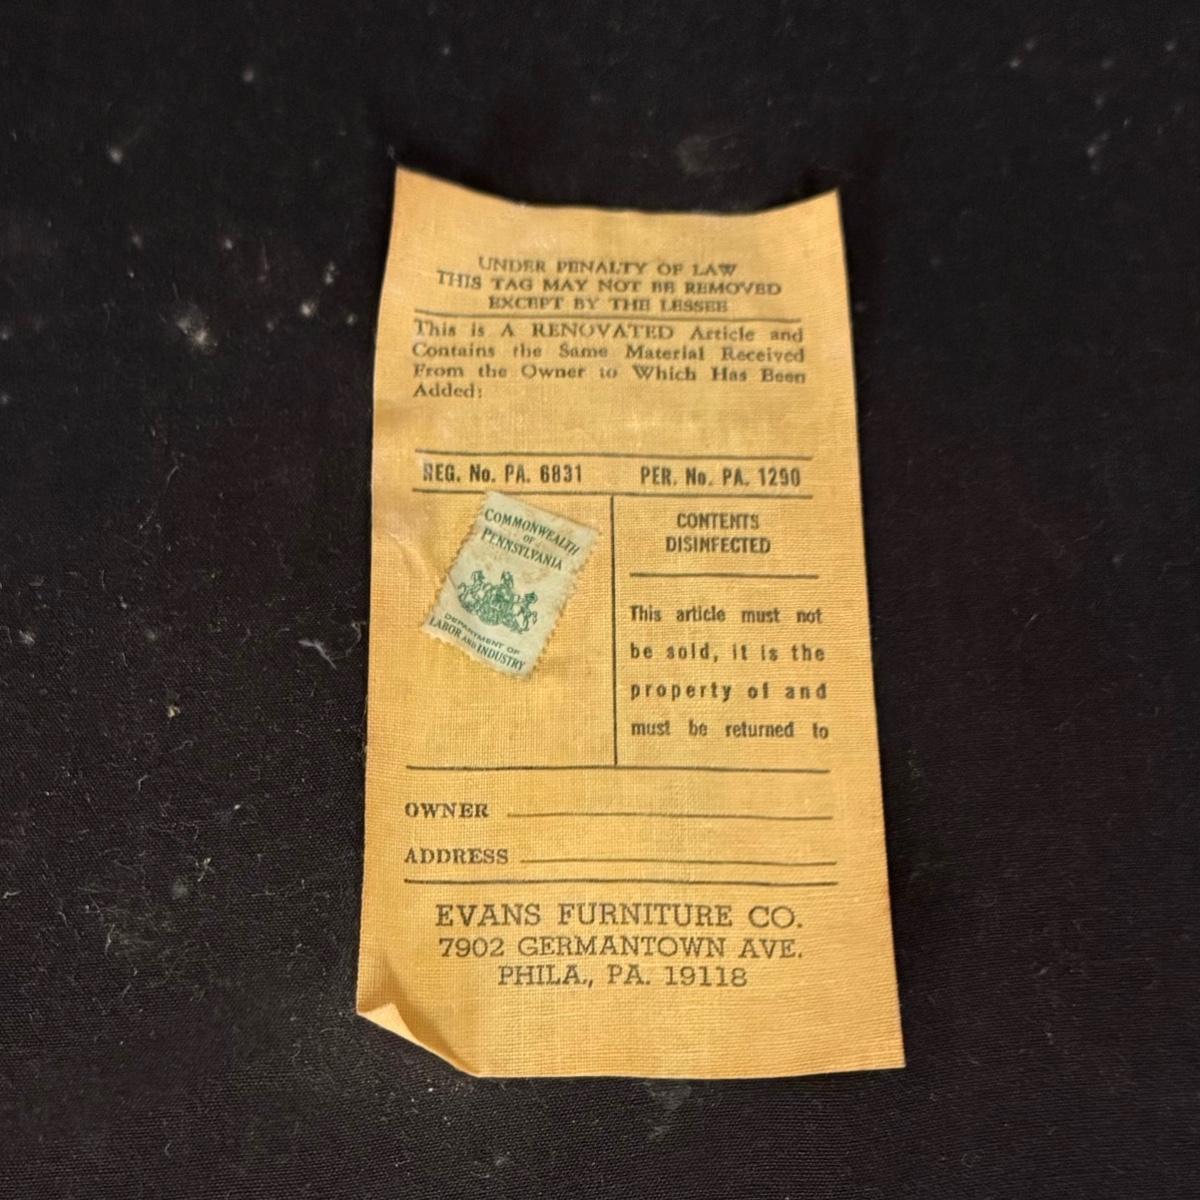 UNDER PENALTY OF LAW
THIS TAG MAY NOT BE REMOVED
EXCEPT BY THE LESSEE
This is A RENOVATED Article and
Contains the Same Material Received
From the Owner to Which Has Been
Added:
REG. No. PA. 6831 PER. No. PA. 1290
COMMONWEALTH
OF
PENNSYLVANIA
DEPARTMENT OF
LABOR AND INDUSTRY
CONTENTS
DISINFECTED
This article must not
be sold, it is the
property of and
must be returned to
OWNER
ADDRESS
EVANS FURNITURE CO.
7902 GERMANTOWN AVE.
PHILA., PA. 19118